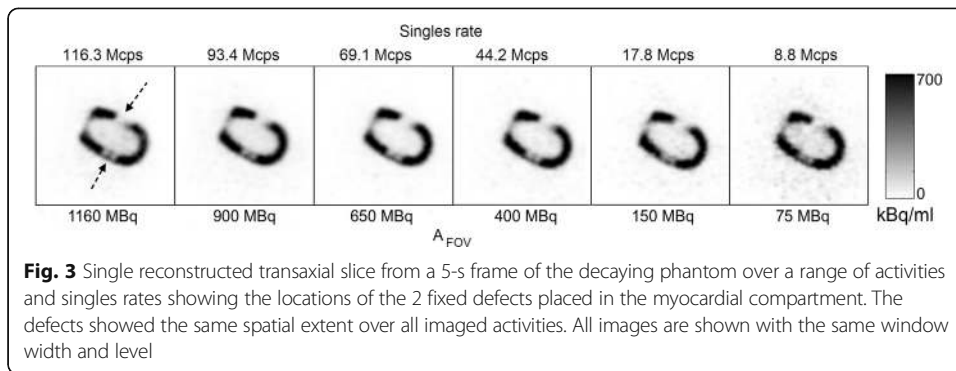 Singles rate
116.3 Mcps 93.4 Mcps 69.1 Mcps 44.2 Mcps 17.8 Mcps 8.8 Mcps
700
0
kBq/ml
1160 MBq 900 MBq 650 MBq 400 MBq 150 MBq 75 MBq
A FOV
Fig. 3 Single reconstructed transaxial slice from a 5-s frame of the decaying phantom over a range of activities
and singles rates showing the locations of the 2 fixed defects placed in the myocardial compartment. The
defects showed the same spatial extent over all imaged activities. All images are shown with the same window
width and level